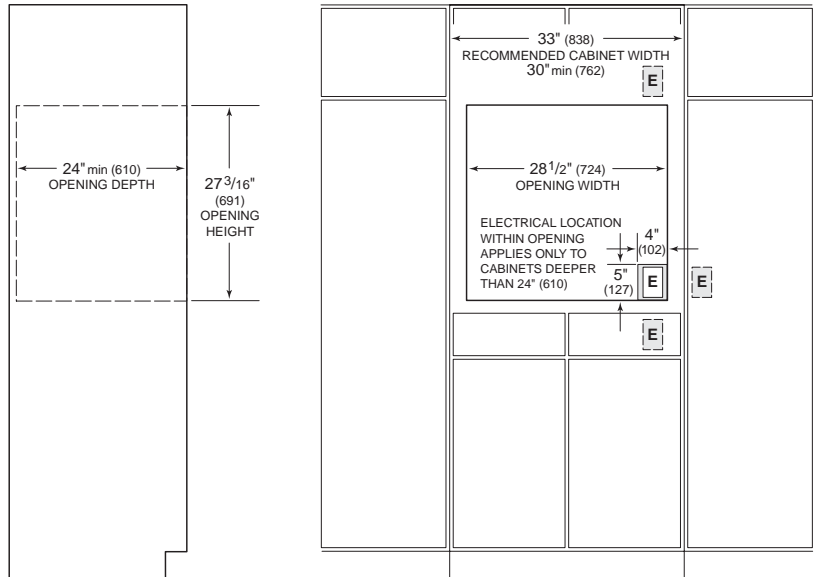 33" (838)
RECOMMENDED CABINET WIDTH
30" min (762)
E
24" min (610)
OPENING DEPTH
27 3/16"
(691)
OPENING
HEIGHT
28 1/2" (724)
OPENING WIDTH
ELECTRICAL LOCATION
WITHIN OPENING
APPLIES ONLY TO
CABINETS DEEPER
THAN 24" (610)
4"
(102)
5"
(127)
E
E
E